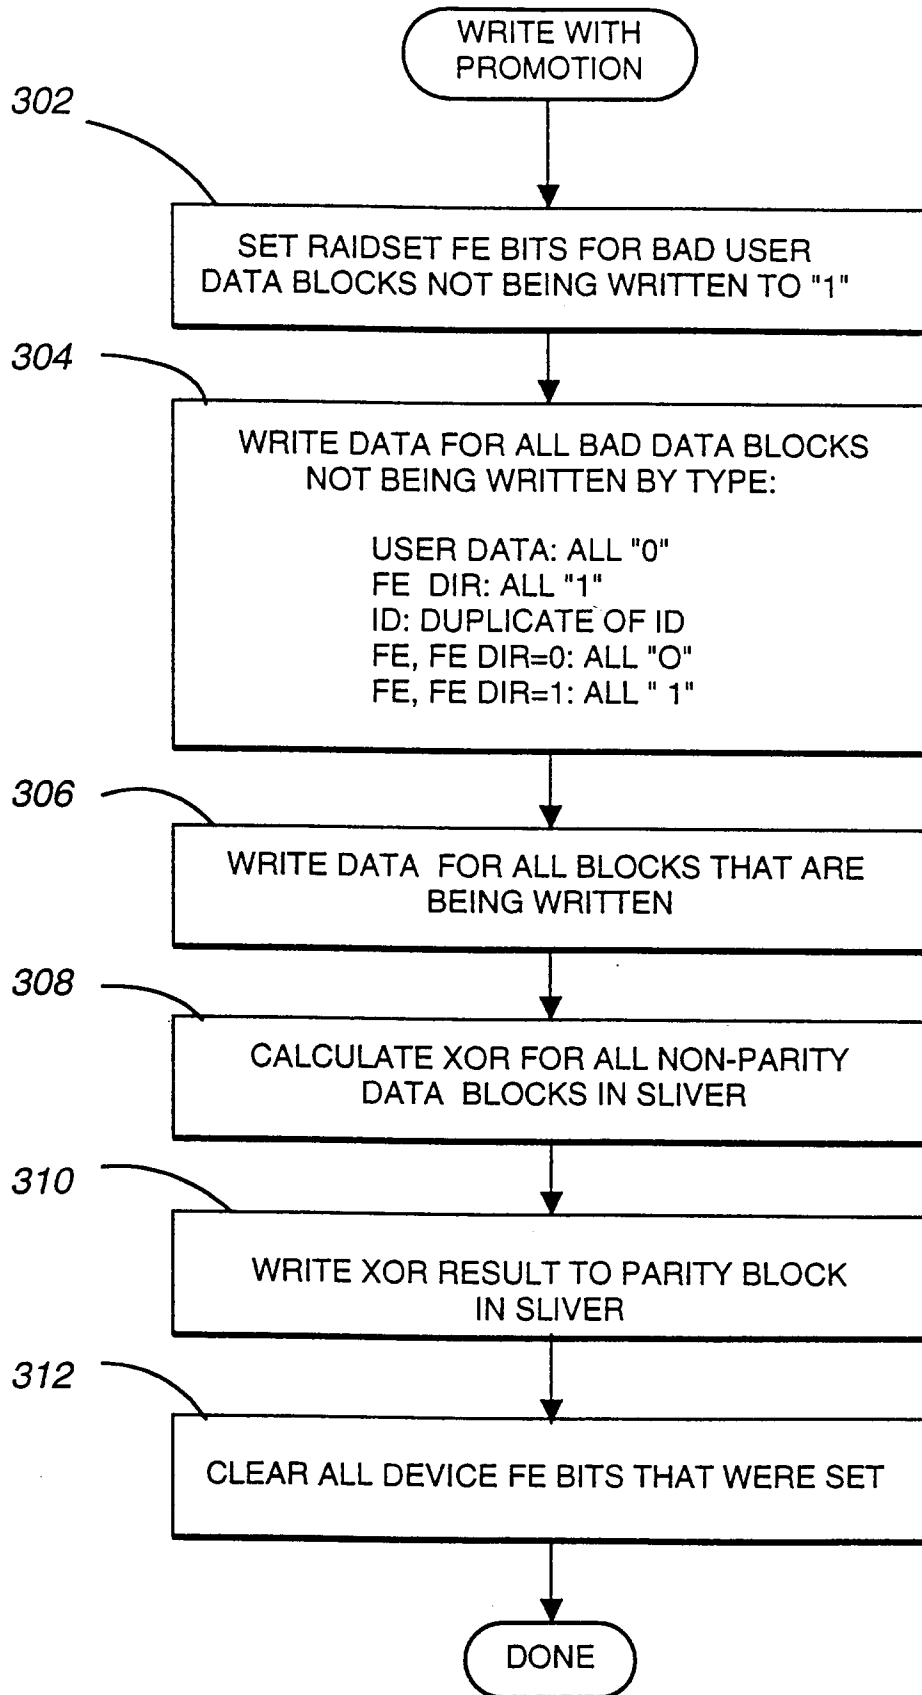 WRITE WITH
PROMOTION
302
SET RAIDSET FE BITS FOR BAD USER
DATA BLOCKS NOT BEING WRITTEN TO "1"
304
WRITE DATA FOR ALL BAD DATA BLOCKS
NOT BEING WRITTEN BY TYPE:
USER DATA: ALL "0"
FE DIR: ALL "1"
ID: DUPLICATE OF ID
FE, FE DIR=0: ALL "O"
FE, FE DIR=1: ALL " 1"
306
WRITE DATA FOR ALL BLOCKS THAT ARE
BEING WRITTEN
308
CALCULATE XOR FOR ALL NON-PARITY
DATA BLOCKS IN SLIVER
310
WRITE XOR RESULT TO PARITY BLOCK
IN SLIVER
312
CLEAR ALL DEVICE FE BITS THAT WERE SET
DONE